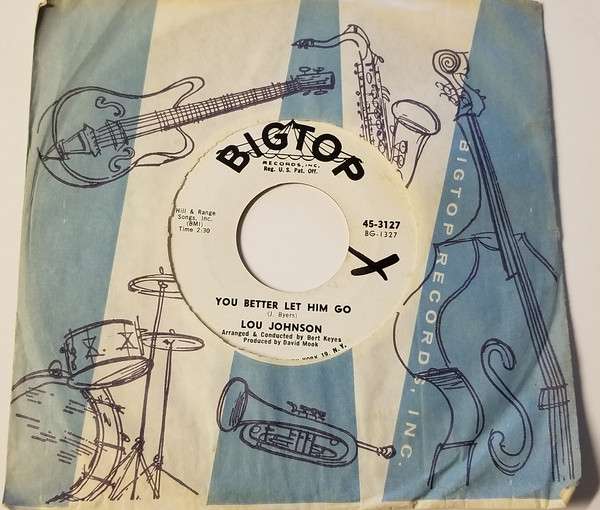 BIGTOP
RECORDS, INC.
Reg. U. S. Pat. Off.
Hill & Range
Songs, Inc.
(BMI)
Time 2:30
45-3127
BG-1327
X
YOU BETTER LET HIM GO
(J. Byers)
LOU JOHNSON
Arranged & Conducted by Bert Keyes
Produced by David Mook
YORK 19, N. Y.
BIGTOP RECORDS, INC.